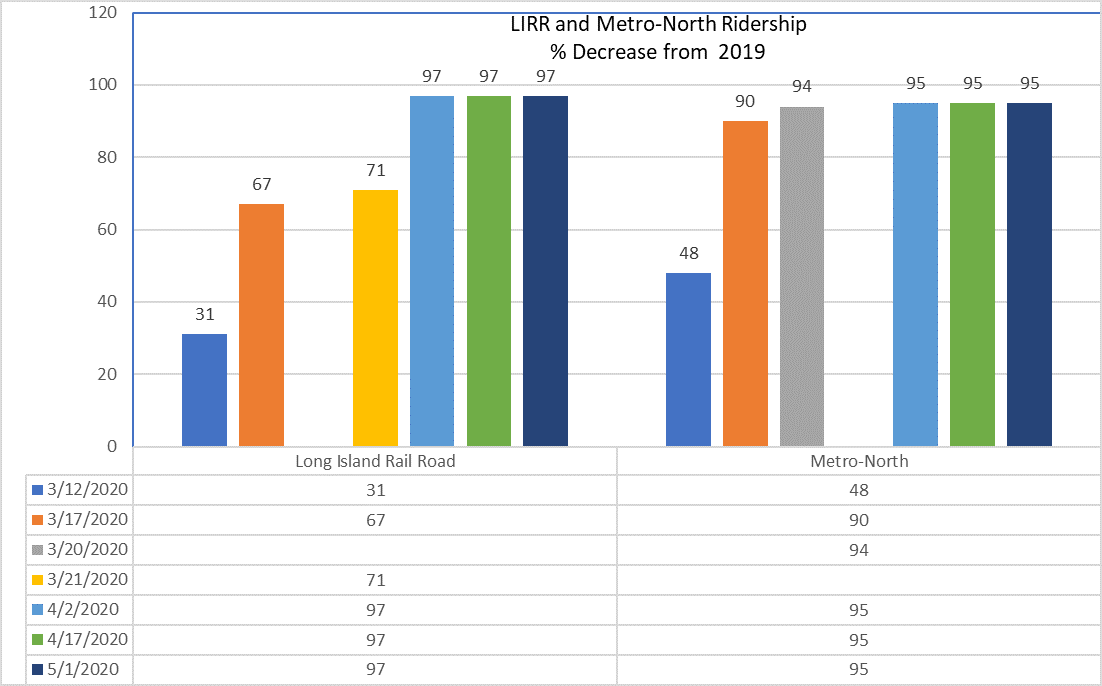 LIRR and Metro-North Ridership
% Decrease from 2019
120
100
80
60
40
20
0
31
67
71
97
97
97
48
90
94
95
95
95
Long Island Rail Road Metro-North
3/12/2020 31 48
3/17/2020 67 90
3/20/2020 94
3/21/2020 71
4/2/2020 97 95
4/17/2020 97 95
5/1/2020 97 95